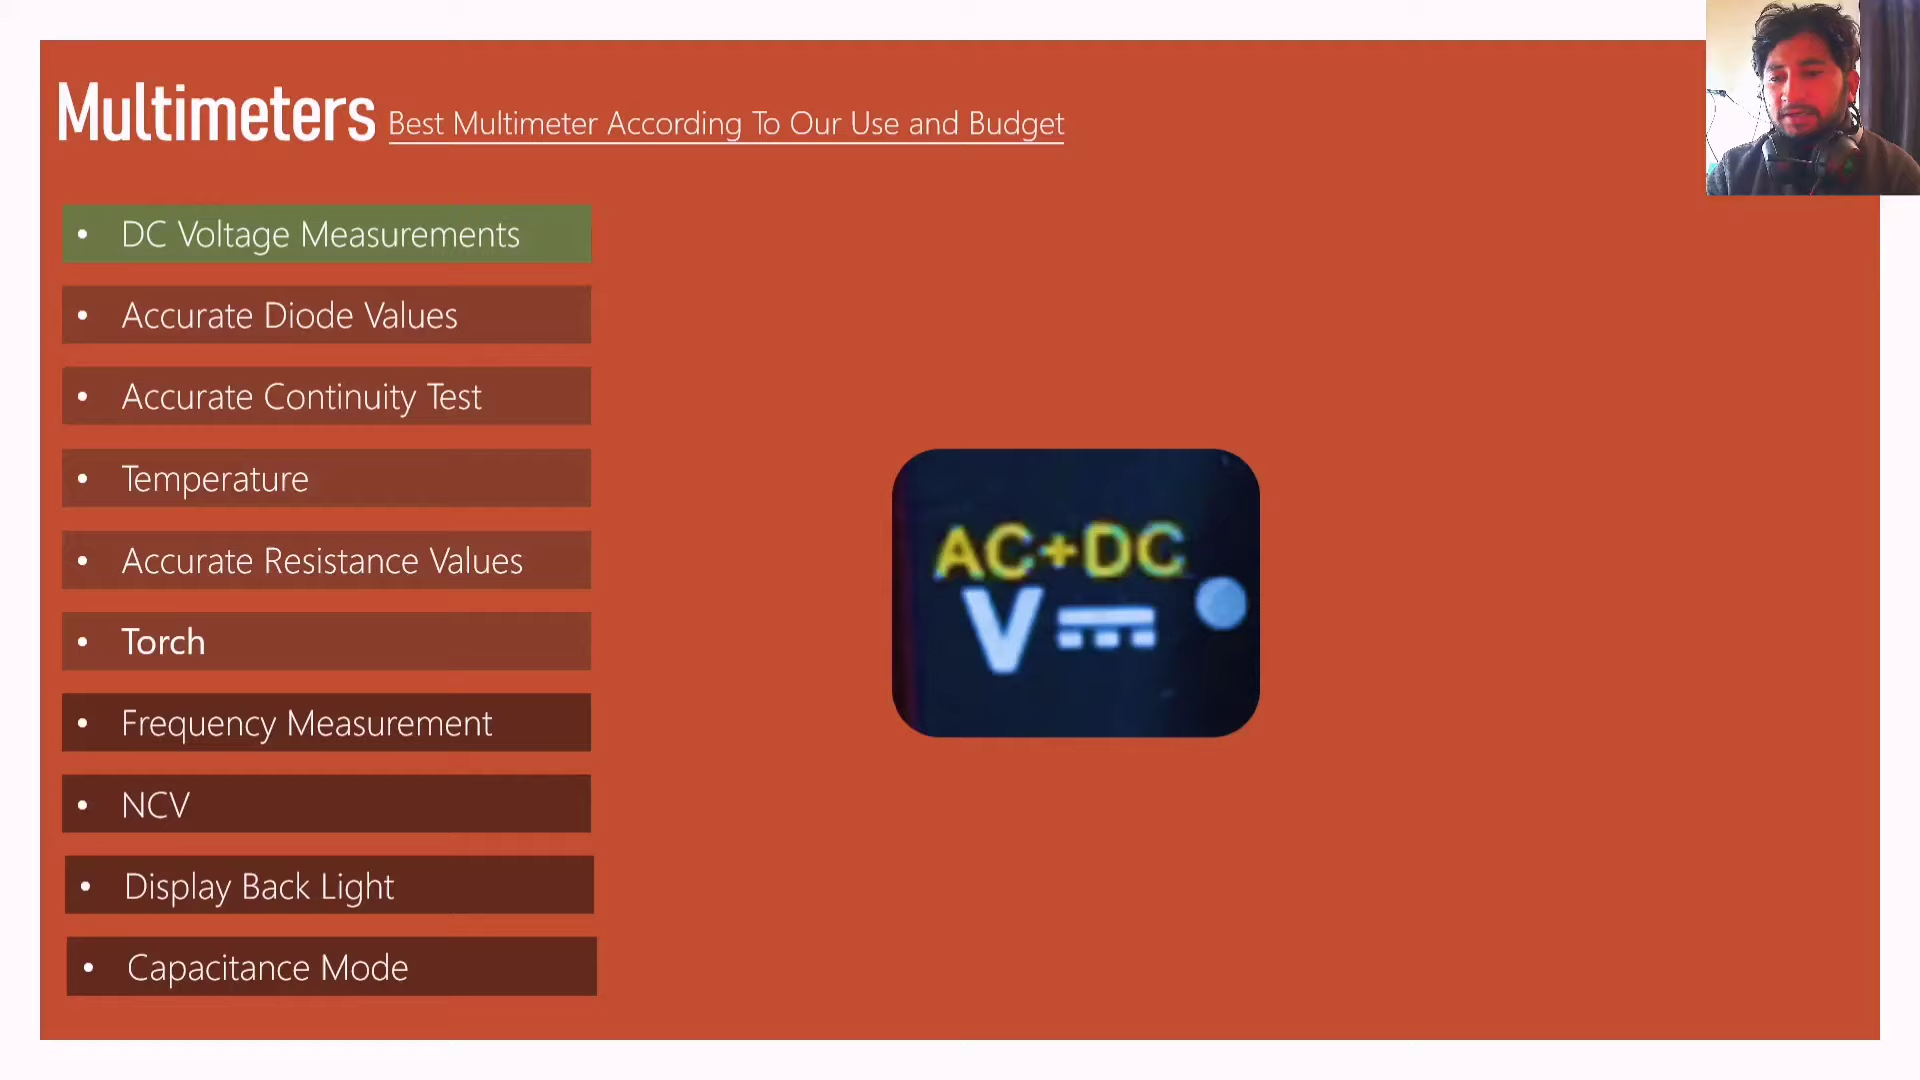 Multimeters Best Multimeter According To Our Use and Budget
• DC Voltage Measurements
• Accurate Diode Values
• Accurate Continuity Test
• Temperature
• Accurate Resistance Values
• Torch
• Frequency Measurement
• NCV
• Display Back Light
• Capacitance Mode
AC+DC
V